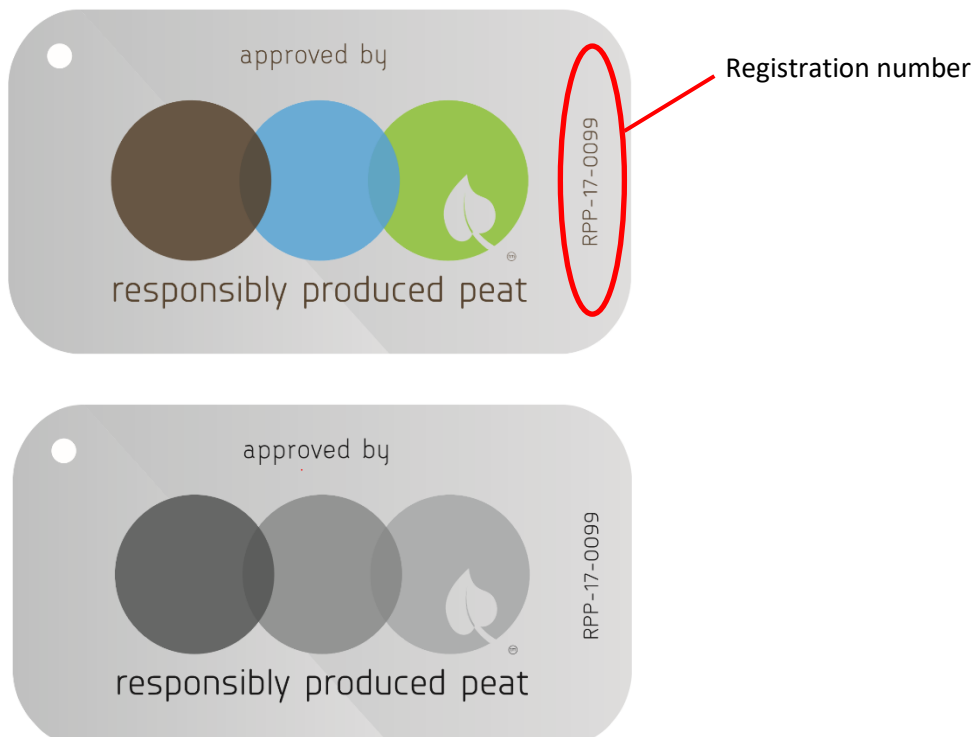 approved by
Registration number
RPP-17-0099
responsibly produced peat
approved by
RPP-17-0099
responsibly produced peat